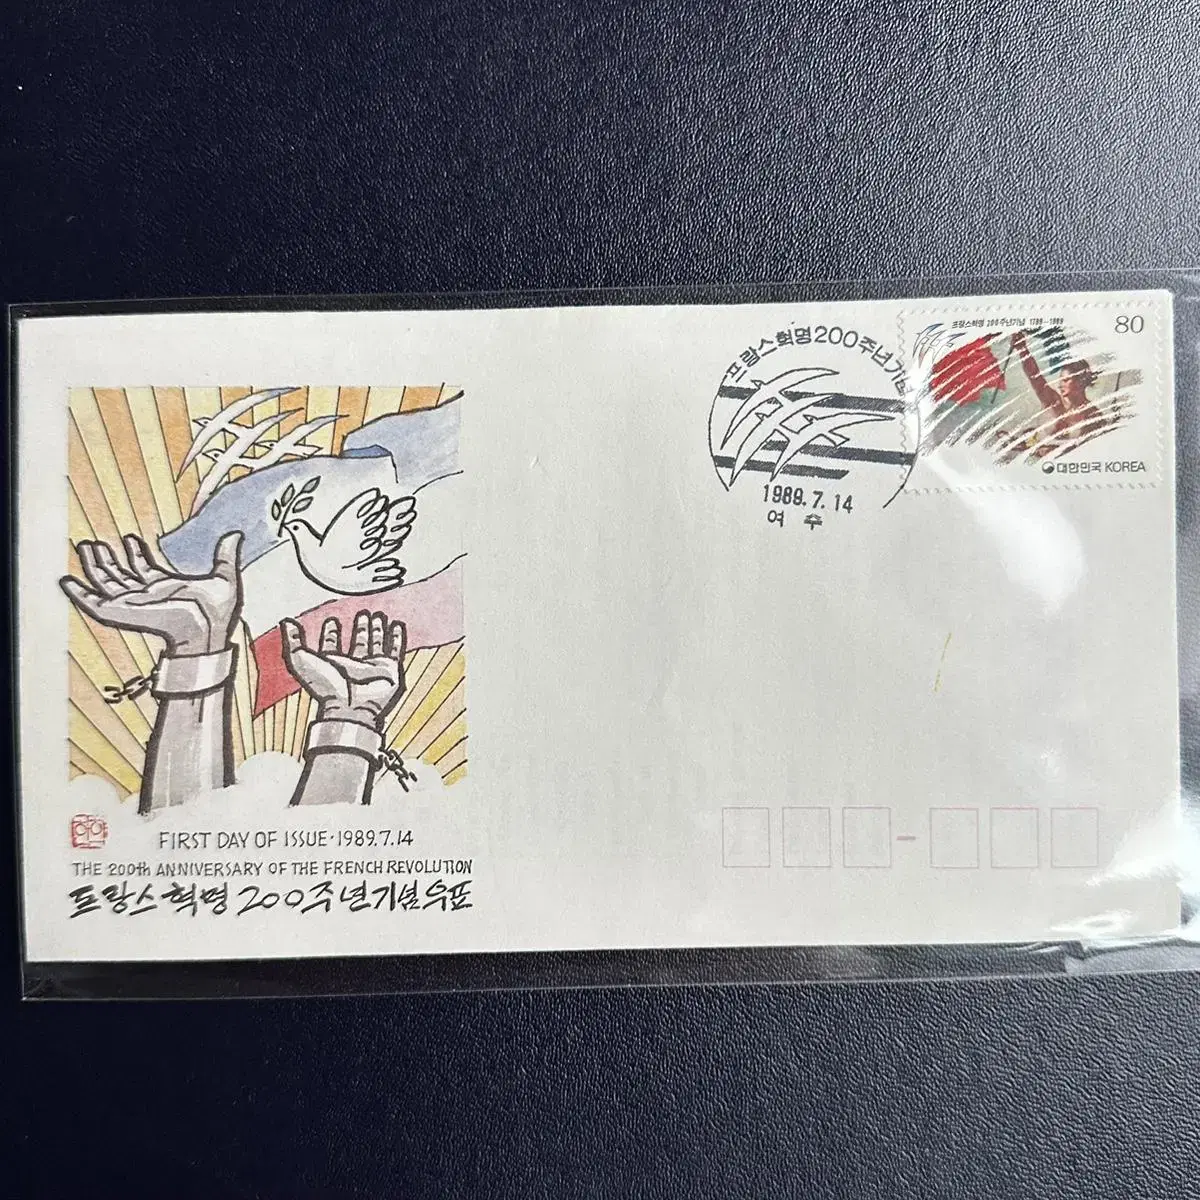 프랑스혁명200주년기념
1989.7.14
여 수
프랑스혁명 200주년기념 1789-1989
80
대한민국 KOREA
FIRST DAY OF ISSUE·1989.7.14
THE 200th ANNIVERSARY OF THE FRENCH REVOLUTION
프랑스혁명 200주년기념우표